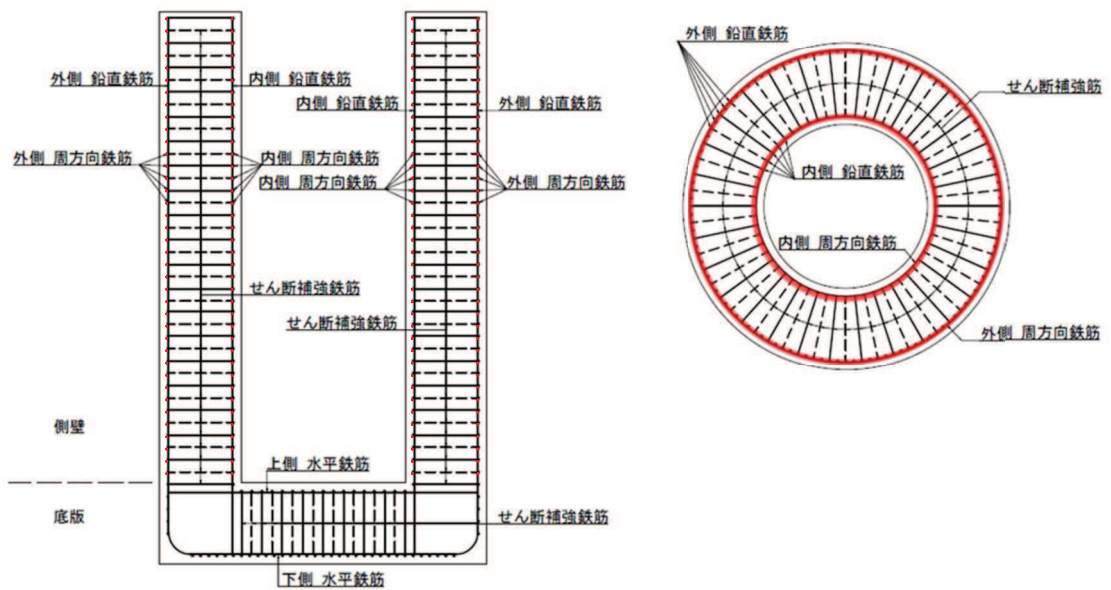 外側 鉛直鉄筋
内側 鉛直鉄筋
内側 鉛直鉄筋
外側 鉛直鉄筋
外側 周方向鉄筋
内側 周方向鉄筋
内側 周方向鉄筋
外側 周方向鉄筋
せん断補強鉄筋
せん断補強鉄筋
側壁
上側 水平鉄筋
底版
せん断補強鉄筋
下側 水平鉄筋
外側 鉛直鉄筋
せん断補強筋
内側 鉛直鉄筋
内側 周方向鉄筋
外側 周方向鉄筋